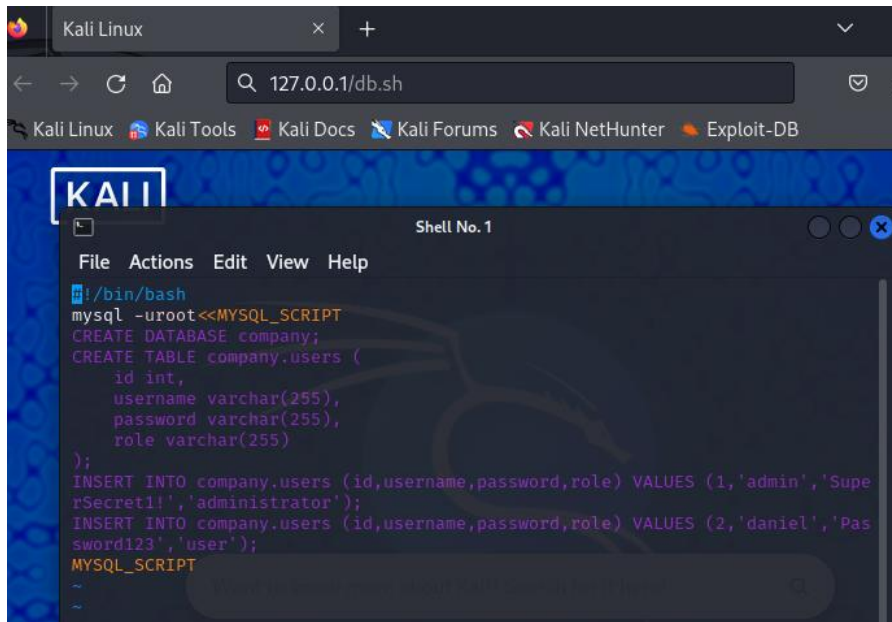 Kali Linux
127.0.0.1/db.sh
Kali Linux Kali Tools Kali Docs Kali Forums Kali NetHunter Exploit-DB
KALI
Shell No. 1
File Actions Edit View Help
#!/bin/bash
mysql -uroot<<MYSQL_SCRIPT
CREATE DATABASE company;
CREATE TABLE company.users (
    id int,
    username varchar(255),
    password varchar(255),
    role varchar(255)
);
INSERT INTO company.users (id,username,password,role) VALUES (1,'admin','Supe
rSecret1!','administrator');
INSERT INTO company.users (id,username,password,role) VALUES (2,'daniel','Pas
sword123','user');
MYSQL_SCRIPT
~
~